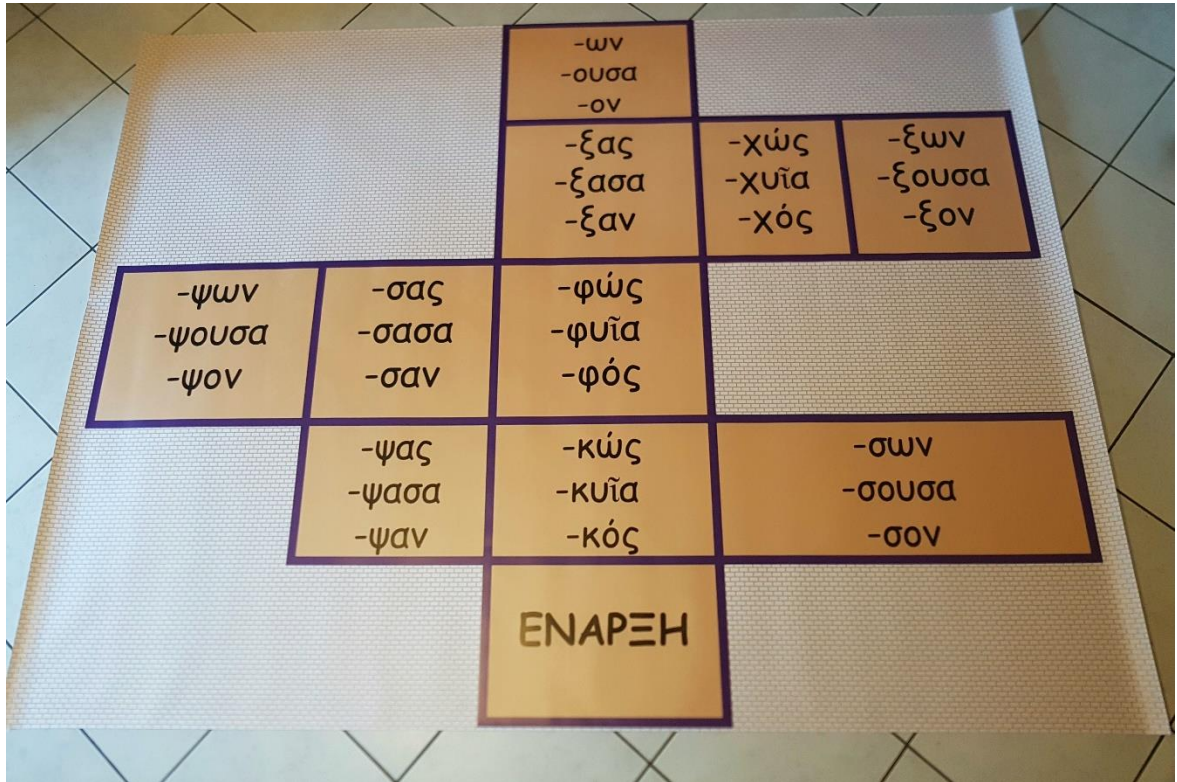 -ων
-ουσα
-ον
-ξας
-ξασα
-ξαν
-χώς
-χυῖα
-χός
-ξων
-ξουσα
-ξον
-ψων
-ψουσα
-ψον
-σας
-σασα
-σαν
-φώς
-φυῖα
-φός
-ψας
-ψασα
-ψαν
-κώς
-κυῖα
-κός
-σων
-σουσα
-σον
ΕΝΑΡΞΗ